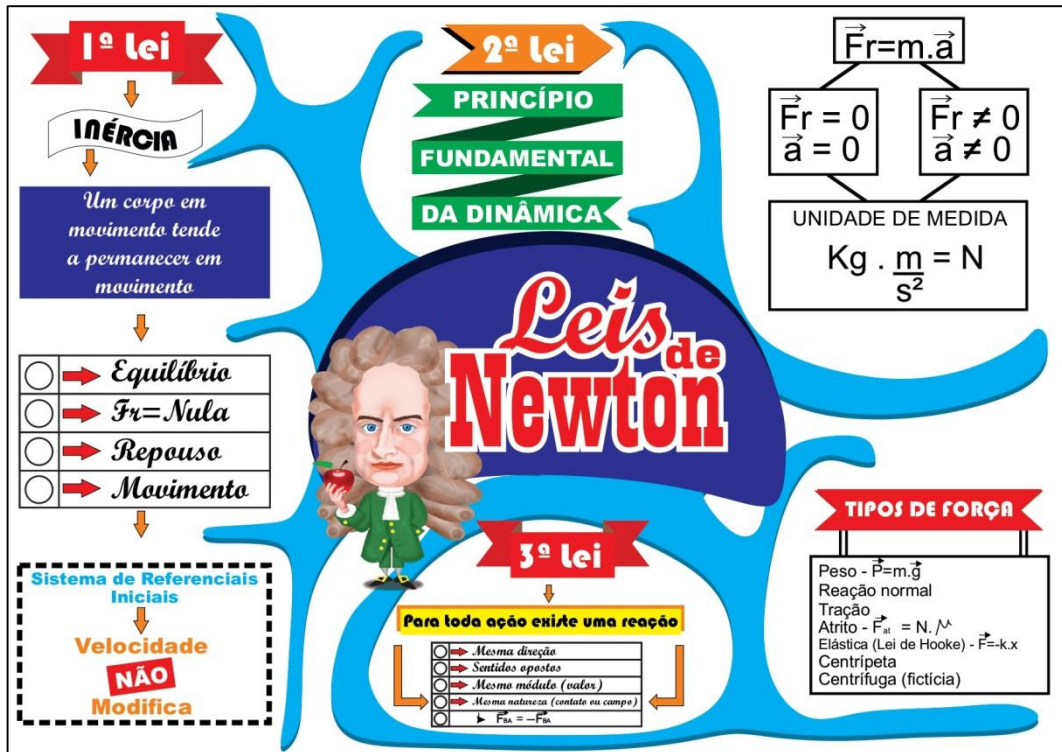 1ª Lei
INÉRCIA
Um corpo em
movimento tende
a permanecer em
movimento
Equilíbrio
Fr=Nula
Repouso
Movimento
Sistema de Referenciais
Iniciais
Velocidade
NÃO
Modifica
2ª Lei
PRINCÍPIO
FUNDAMENTAL
DA DINÂMICA
Fr=m.a
Fr = 0
a = 0
Fr ≠ 0
a ≠ 0
UNIDADE DE MEDIDA
Kg . m/s² = N
Leis de
Newton
3ª Lei
Para toda ação existe uma reação
Mesma direção
Sentidos opostos
Mesmo módulo (valor)
Mesma natureza (contato ou campo)
F_BA = –F_BA
TIPOS DE FORÇA
Peso - P=m.g
Reação normal
Tração
Atrito - F_at = N.μ
Elástica (Lei de Hooke) - F=-k.x
Centrípeta
Centrífuga (fictícia)